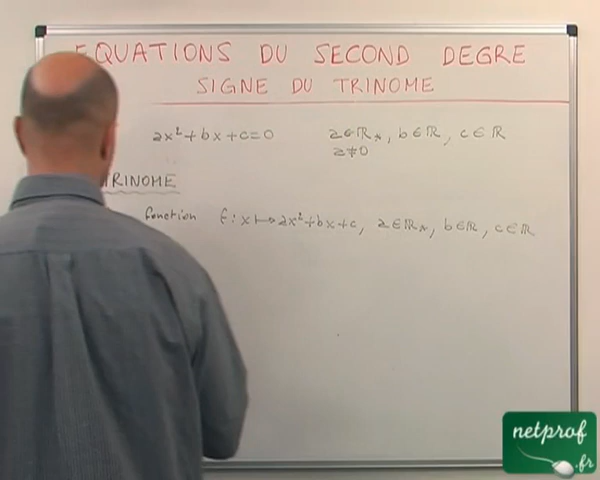 EQUATIONS DU SECOND DEGRE
SIGNE DU TRINOME
ax²+bx+c=0 a∈ℝ*, b∈ℝ, c∈ℝ
a≠0
TRINOME
fonction f: x↦ax²+bx+c, a∈ℝ*, b∈ℝ, c∈ℝ
netprof
.fr